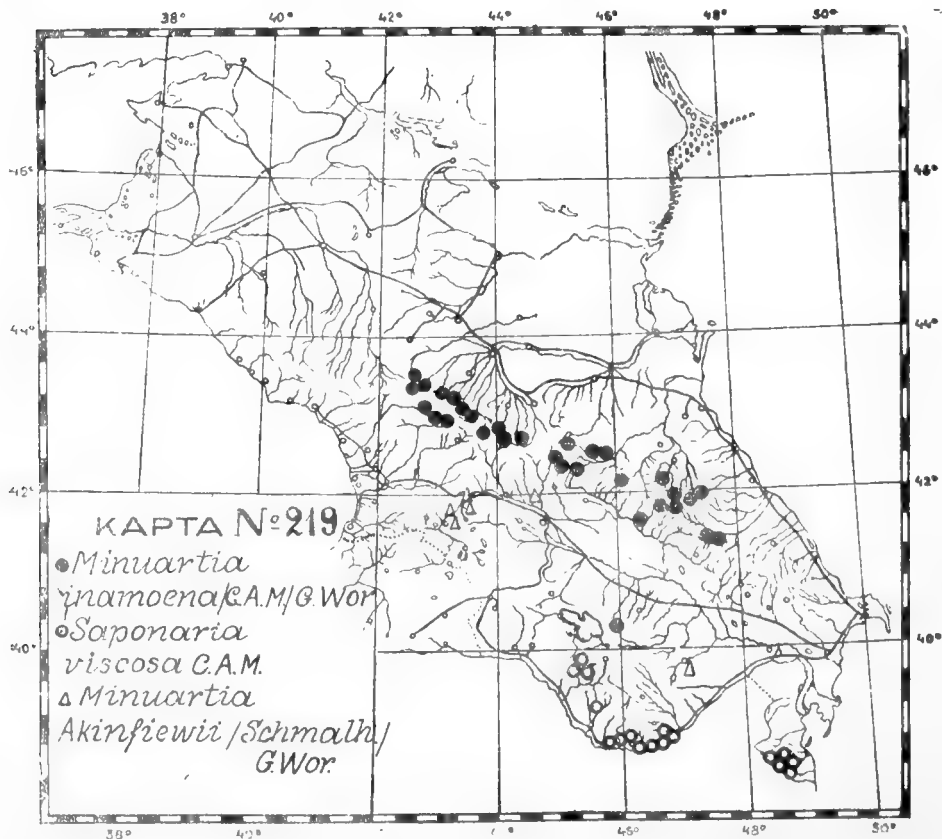 38° 40° 42° 44° 46° 48° 50°
46° 46°
44° 44°
42° 42°
КАРТА №219
Minuartia
inamoena/C.A.M/G.Wor
Saponaria
40° 40°
viscosa C.A.M.
Minuartia
Akinfiewii/Schmalh/
G.Wor.
38° 40° 46° 48° 50°